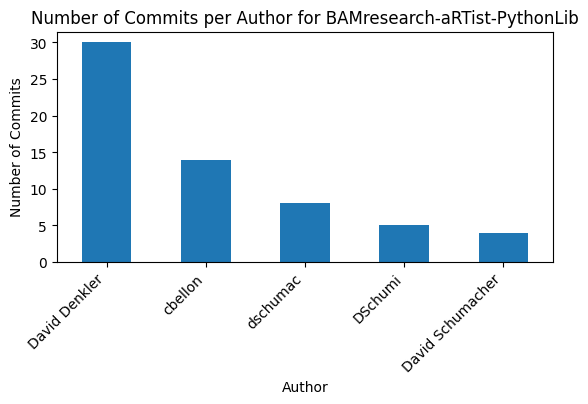 Number of Commits per Author for BAMresearch-aRTist-PythonLib
Number of Commits
30
25
20
15
10
5
0
David Denkler
cbellon
dschumac
DSchumi
David Schumacher
Author